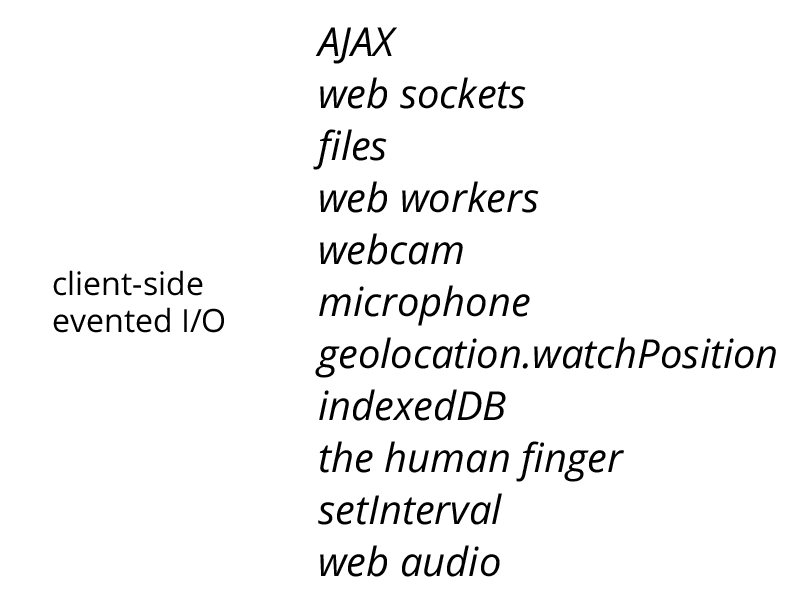 client-side
evented I/O
AJAX
web sockets
files
web workers
webcam
microphone
geolocation.watchPosition
indexedDB
the human finger
setInterval
web audio